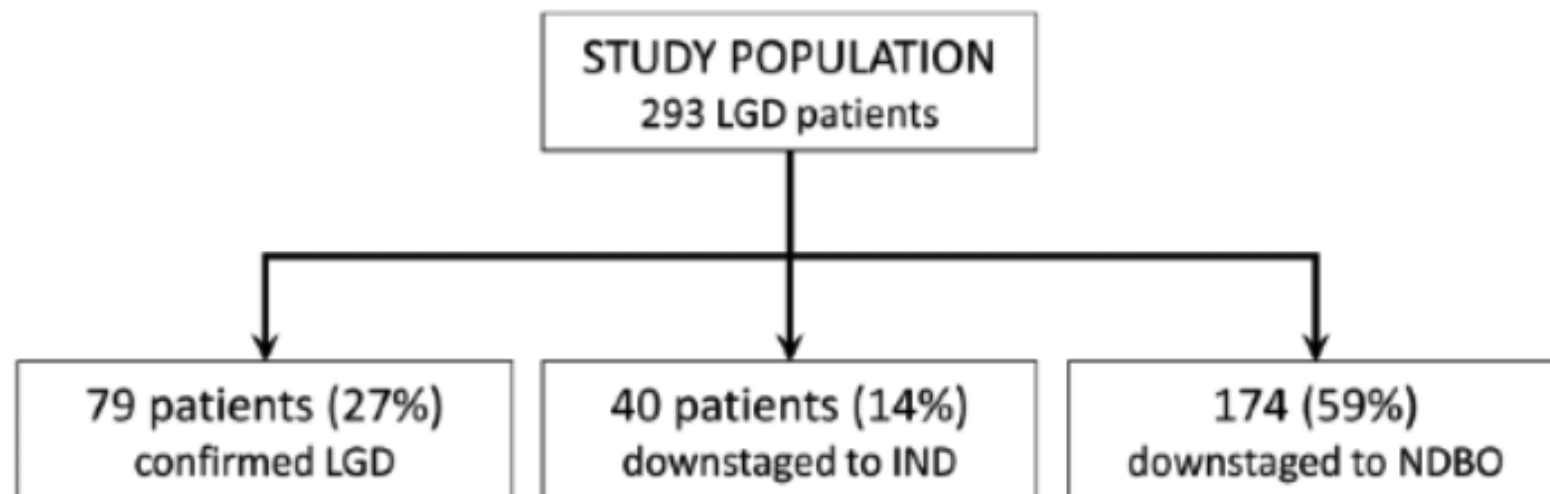 STUDY POPULATION
293 LGD patients
79 patients (27%)
confirmed LGD
40 patients (14%)
downstaged to IND
174 (59%)
downstaged to NDBO